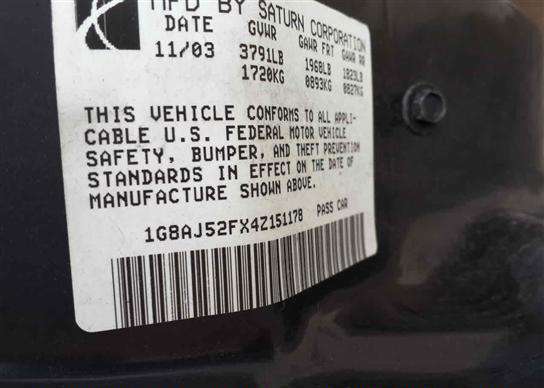 MFD BY SATURN CORPORATION
DATE GVWR GAWR FRT GAWR RR
11/03 3791LB 1968LB 1823LB
1720KG 0893KG 0827KG
THIS VEHICLE CONFORMS TO ALL APPLI-
CABLE U.S. FEDERAL MOTOR VEHICLE
SAFETY, BUMPER, AND THEFT PREVENTION
STANDARDS IN EFFECT ON THE DATE OF
MANUFACTURE SHOWN ABOVE.
1G8AJ52FX4Z151178 PASS CAR